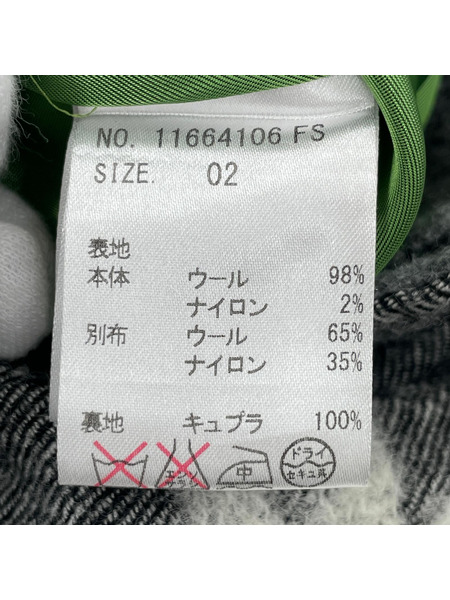 NO. 11664106 FS
SIZE. 02
表地
本体 ウール 98%
ナイロン 2%
別布 ウール 65%
ナイロン 35%
裏地 キュプラ 100%
中 ドライ
セキユ系